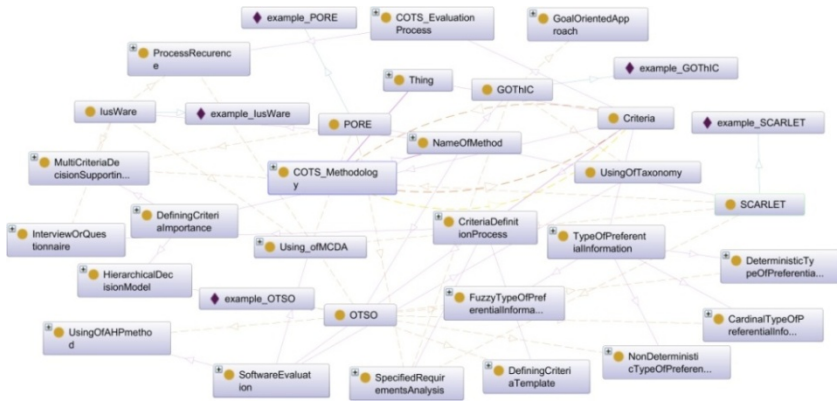 example_PORE
COTS_Evaluation
Process
GoalOrientedApp
roach
ProcessRecurenc
e
Thing
GOThIC
example_GOThIC
IusWare
example_IusWare
PORE
Criteria
example_SCARLET
NameOfMethod
MultiCriteriaDe
cisionSupportin...
COTS_Methodolog
y
UsingOfTaxonomy
SCARLET
InterviewOrQues
tionnaire
DefiningCriteri
aImportance
CriteriaDefinit
ionProcess
TypeOfPreferent
ialInformation
Using_ofMCDA
HierarchicalDec
isionModel
DeterministicTy
peOfPreferentia...
example_OTSO
OTSO
FuzzyTypeOfPref
erentialInforma...
CardinalTypeOfP
referentialInfo...
UsingOfAHPmetho
d
SoftwareEvaluat
ion
SpecifiedRequir
ementsAnalysis
DefiningCriteri
aTemplate
NonDeterministi
cTypeOfPreferen...